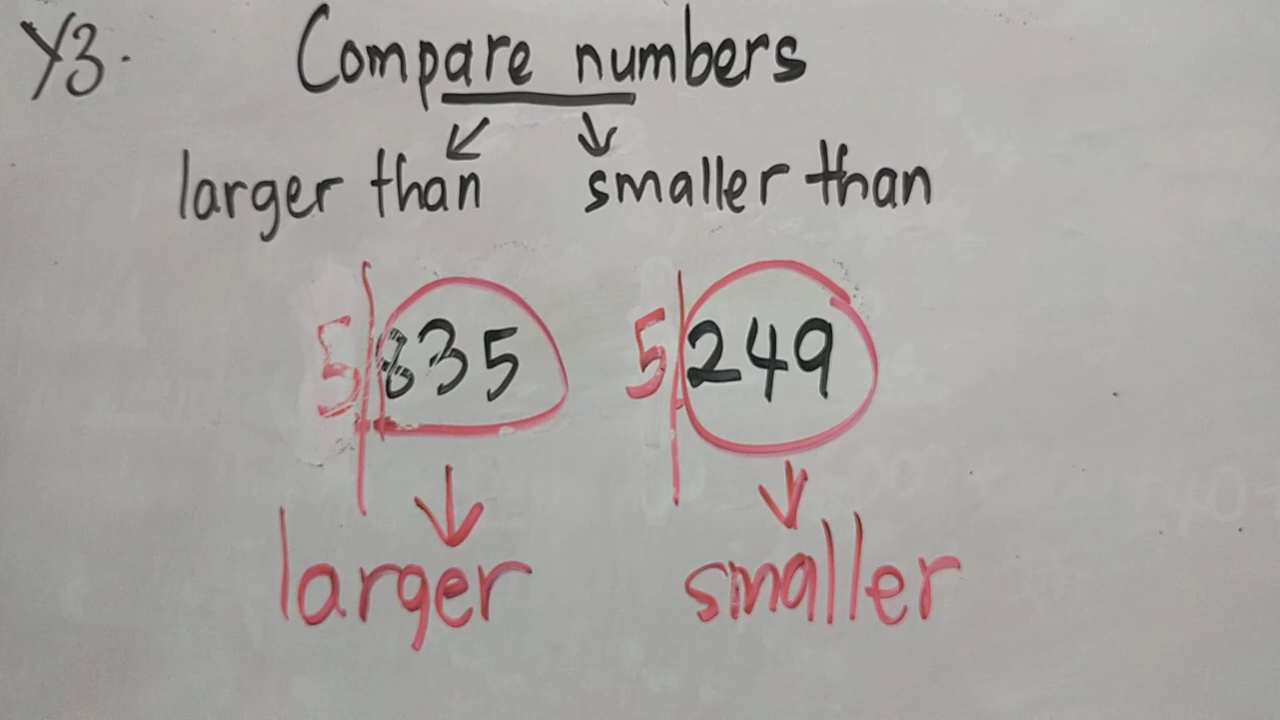 Y3.
Compare numbers
larger than smaller than
5 835 5 249
larger smaller